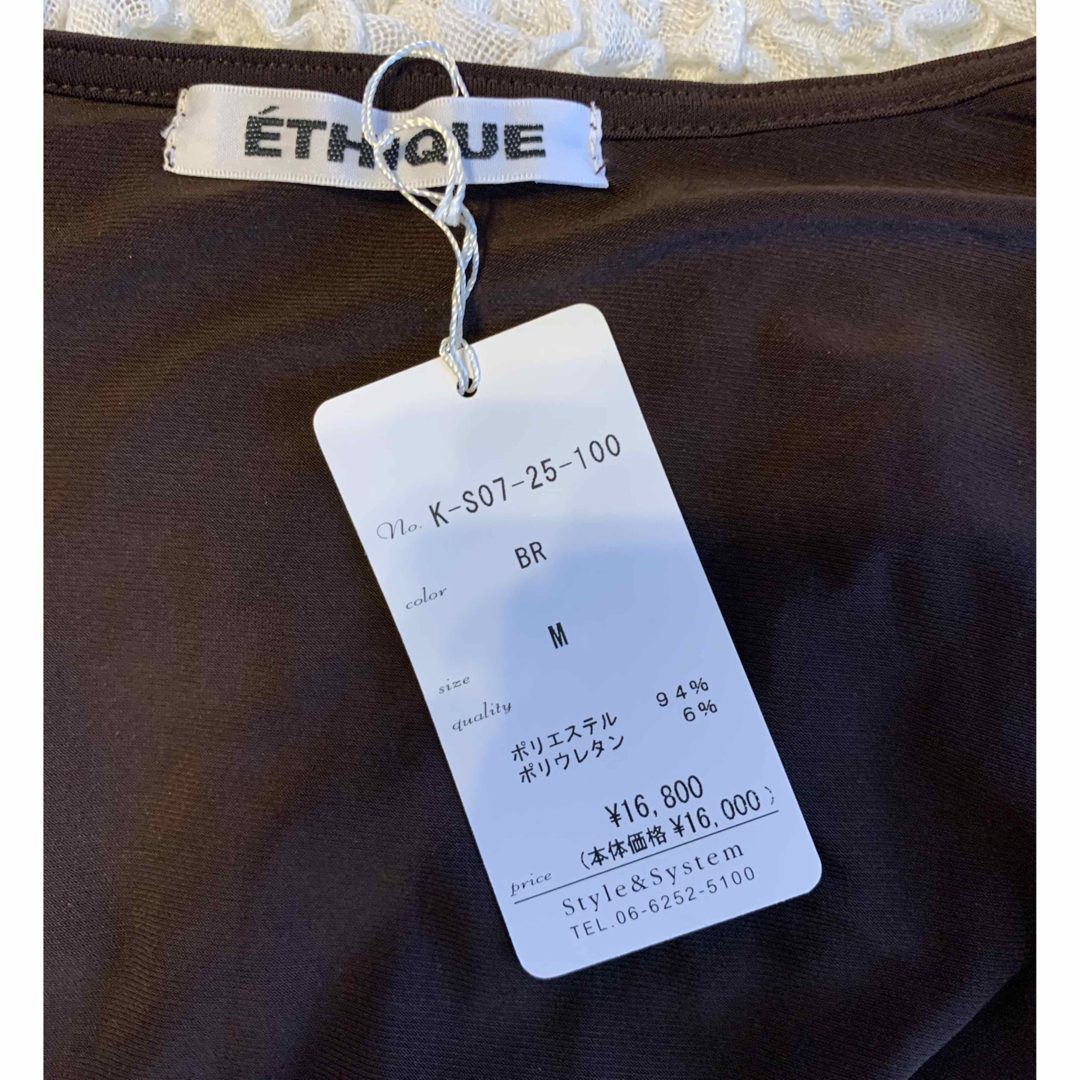 ÉTHIQUE
No. K-S07-25-100
color BR
size M
quality
ポリエステル 94%
ポリウレタン 6%
¥16,800
price (本体価格 ¥16,000)
Style&System
TEL.06-6252-5100